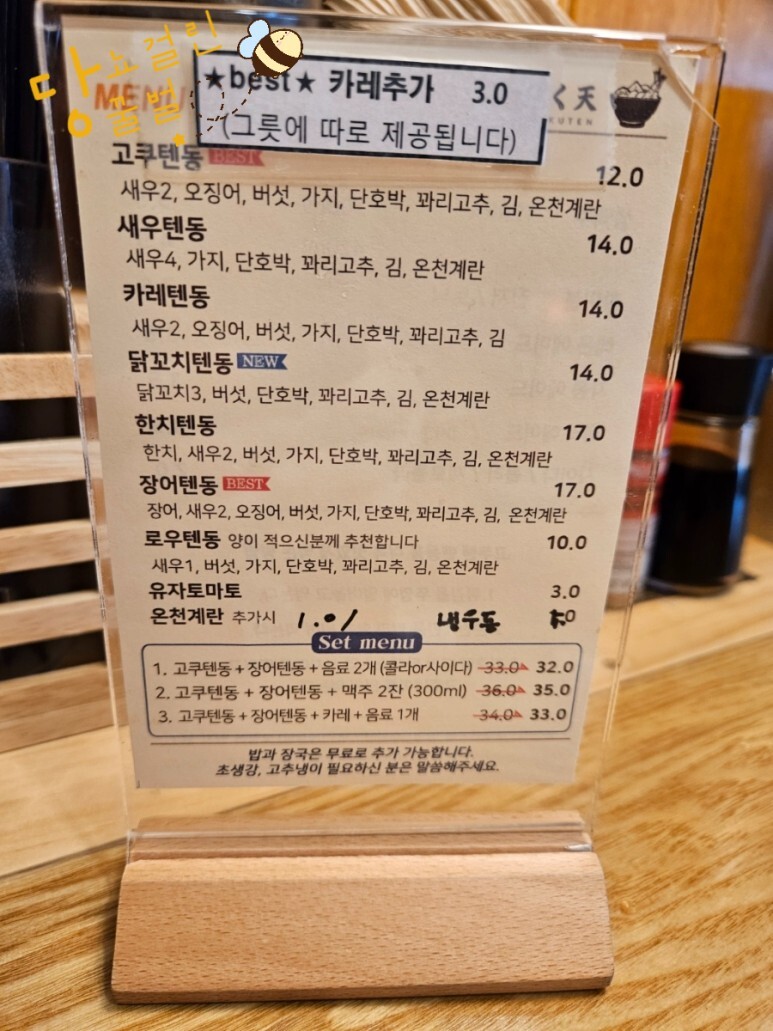 당쇼걸린
꿀벌
MENU
★best★ 카레추가 3.0
(그릇에 따로 제공됩니다)
く天
KUTEN
고쿠텐동 BEST 12.0
새우2, 오징어, 버섯, 가지, 단호박, 꽈리고추, 김, 온천계란
새우텐동 14.0
새우4, 가지, 단호박, 꽈리고추, 김, 온천계란
카레텐동 14.0
새우2, 오징어, 버섯, 가지, 단호박, 꽈리고추, 김
닭꼬치텐동 NEW 14.0
닭꼬치3, 버섯, 단호박, 꽈리고추, 김, 온천계란
한치텐동 17.0
한치, 새우2, 버섯, 가지, 단호박, 꽈리고추, 김, 온천계란
장어텐동 BEST 17.0
장어, 새우2, 오징어, 버섯, 가지, 단호박, 꽈리고추, 김, 온천계란
로우텐동 양이 적으신분께 추천합니다 10.0
새우1, 버섯, 가지, 단호박, 꽈리고추, 김, 온천계란
유자토마토 3.0
온천계란 추가시 1.0/ 냉우동
Set menu
1. 고쿠텐동+장어텐동+음료 2개 (콜라or사이다) 33.0 32.0
2. 고쿠텐동 + 장어텐동 + 맥주 2잔 (300ml) 36.0 35.0
3. 고쿠텐동+장어텐동+카레+음료 1개 34.0 33.0
밥과 장국은 무료로 추가 가능합니다.
초생강, 고추냉이 필요하신 분은 말씀해주세요.